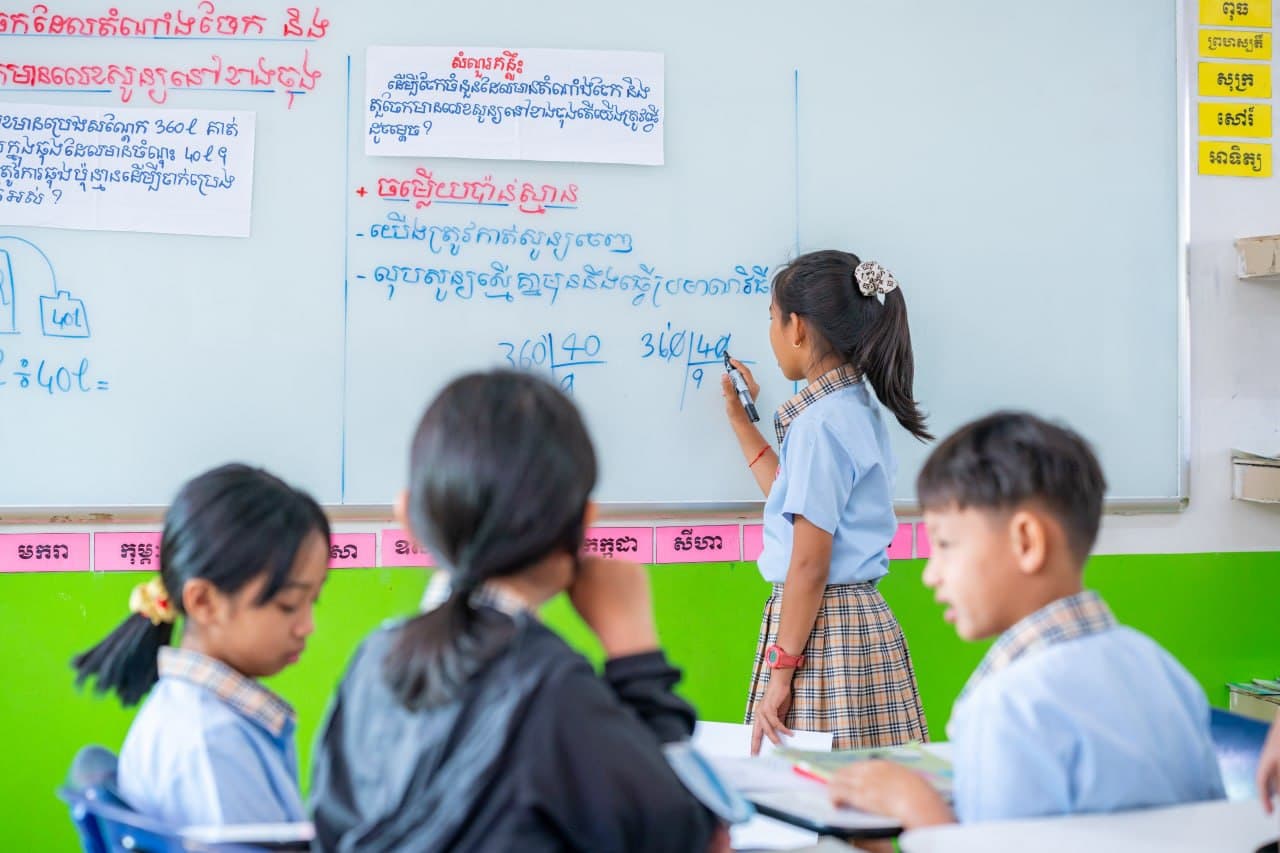 ចែកដែលតំណាំងចែក និង
មានលេខសូន្យនៅខាងចុង
មានប្រេងសណ្ដែក 360l គាត់
ក្នុងធុងដែលមានចំណុះ 40l ។
ត្រូវការធុងប៉ុន្មានដើម្បីដាក់ប្រេង
អស់ ?
40l
÷ 40l =
សំណួរគន្លឹះ
ដើម្បីចែកចំនួនដែលមានតំណាំងចែក និង
តួចែកមានលេខសូន្យនៅខាងចុងតើយើងត្រូវធ្វើ
ដូចម្ដេច ?
+ ចម្លើយប៉ាន់ស្មាន
- យើងត្រូវកាត់សូន្យចេញ
- លុបសូន្យស្មើគ្នាមុននឹងធ្វើប្រមាណវិធី
360 40
9
360 40
9
ពុធ
ព្រហស្បតិ៍
សុក្រ
សៅរ៍
អាទិត្យ
មករា
កុម្ភ
សា
ឧស
កក្កដា
សីហា